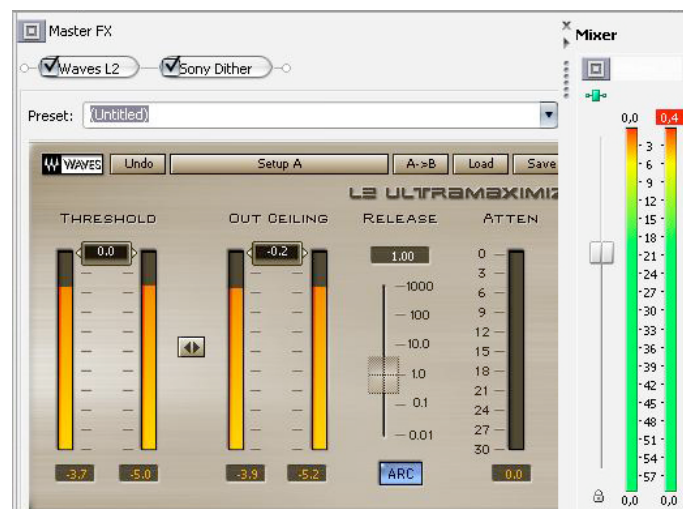 Master FX
Mixer
Waves L2
Sony Dither
Preset: (Untitled)
0,0 0,4
WAVES Undo Setup A A->B Load Save
L2 ULTRAMAXIMIZ
THRESHOLD OUT CEILING RELEASE ATTEN
0.0 -0.2 1.00
1000
100
10.0
1.0
0.1
0.01
0
3
6
9
12
15
18
21
24
27
30
-3.7 -5.0 -3.9 -5.2 ARC 0.0
- 3 -
- 6 -
- 9 -
-12 -
-15 -
-18 -
-21 -
-24 -
-27 -
-30 -
-33 -
-36 -
-39 -
-42 -
-45 -
-48 -
-51 -
-54 -
-57 -
0,0 0,0